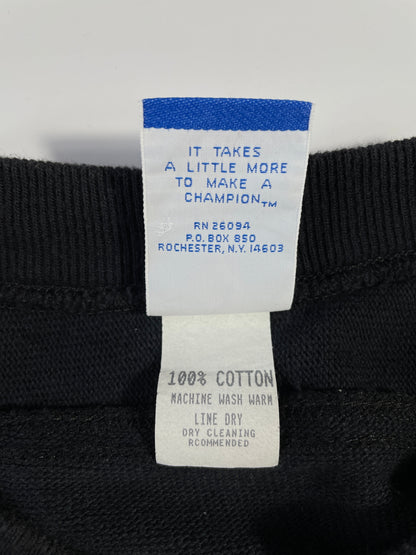 IT TAKES
A LITTLE MORE
TO MAKE A
CHAMPION™
RN 26094
P.O. BOX 850
ROCHESTER, N.Y. 14603
100% COTTON
MACHINE WASH WARM
LINE DRY
DRY CLEANING
RCOMMENDED